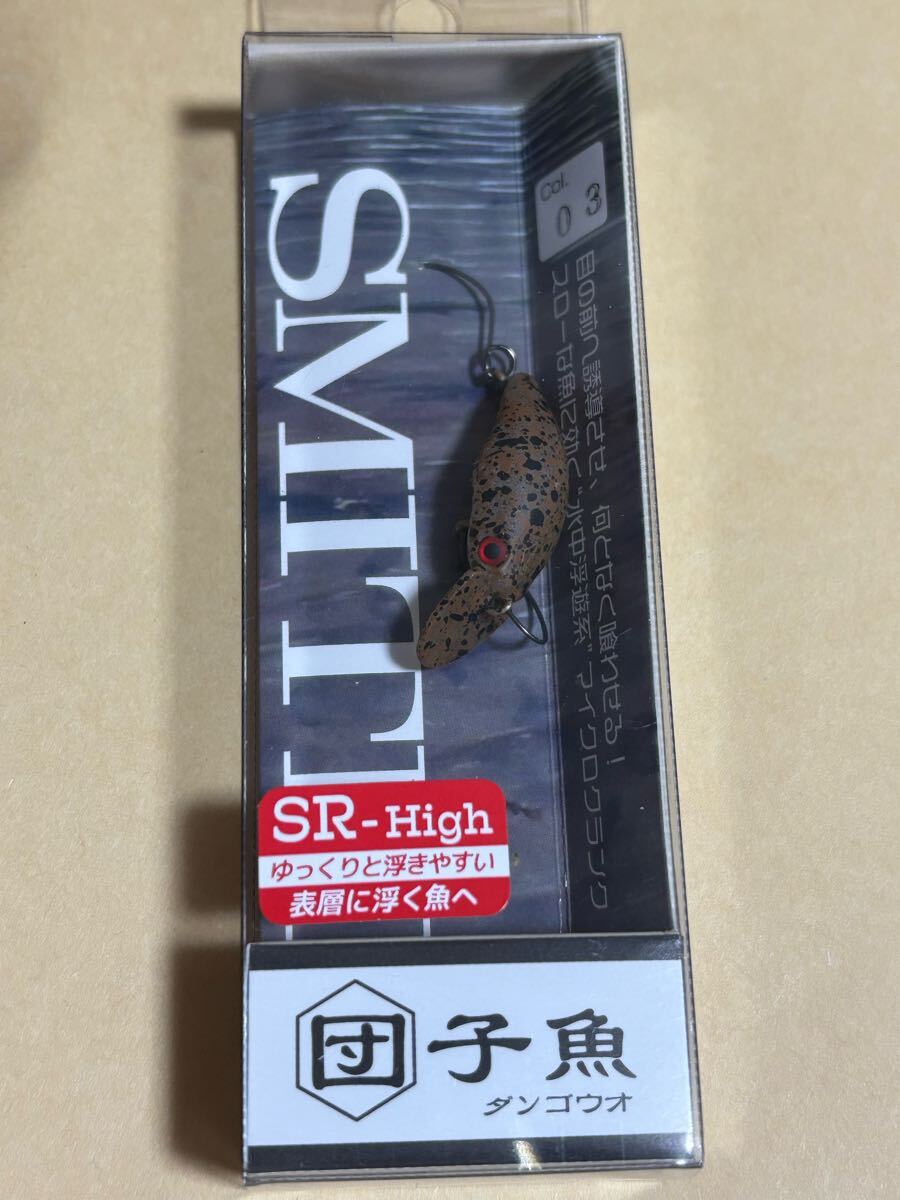 SMITH
Col.
03
目の前へ誘導させ、何となく喰わせる！
スローな魚に効く"水中浮遊系"マイクロクランク
SR-High
ゆっくりと浮きやすい
表層に浮く魚へ
団子魚
ダンゴウオ